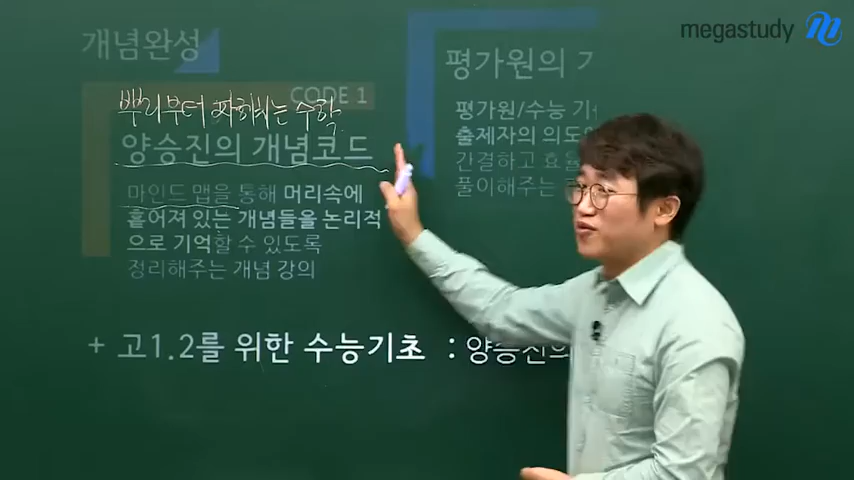 megastudy
개념완성
CODE 1
뿌리부터 파헤치는 수학
양승진의 개념코드
마인드 맵을 통해 머리속에
흩어져 있는 개념들을 논리적
으로 기억할 수 있도록
정리해주는 개념 강의
평가원의
평가원/수능
출제자의 의도
간결하고 효율
풀이해주는
+ 고1.2를 위한 수능기초 : 양승진의